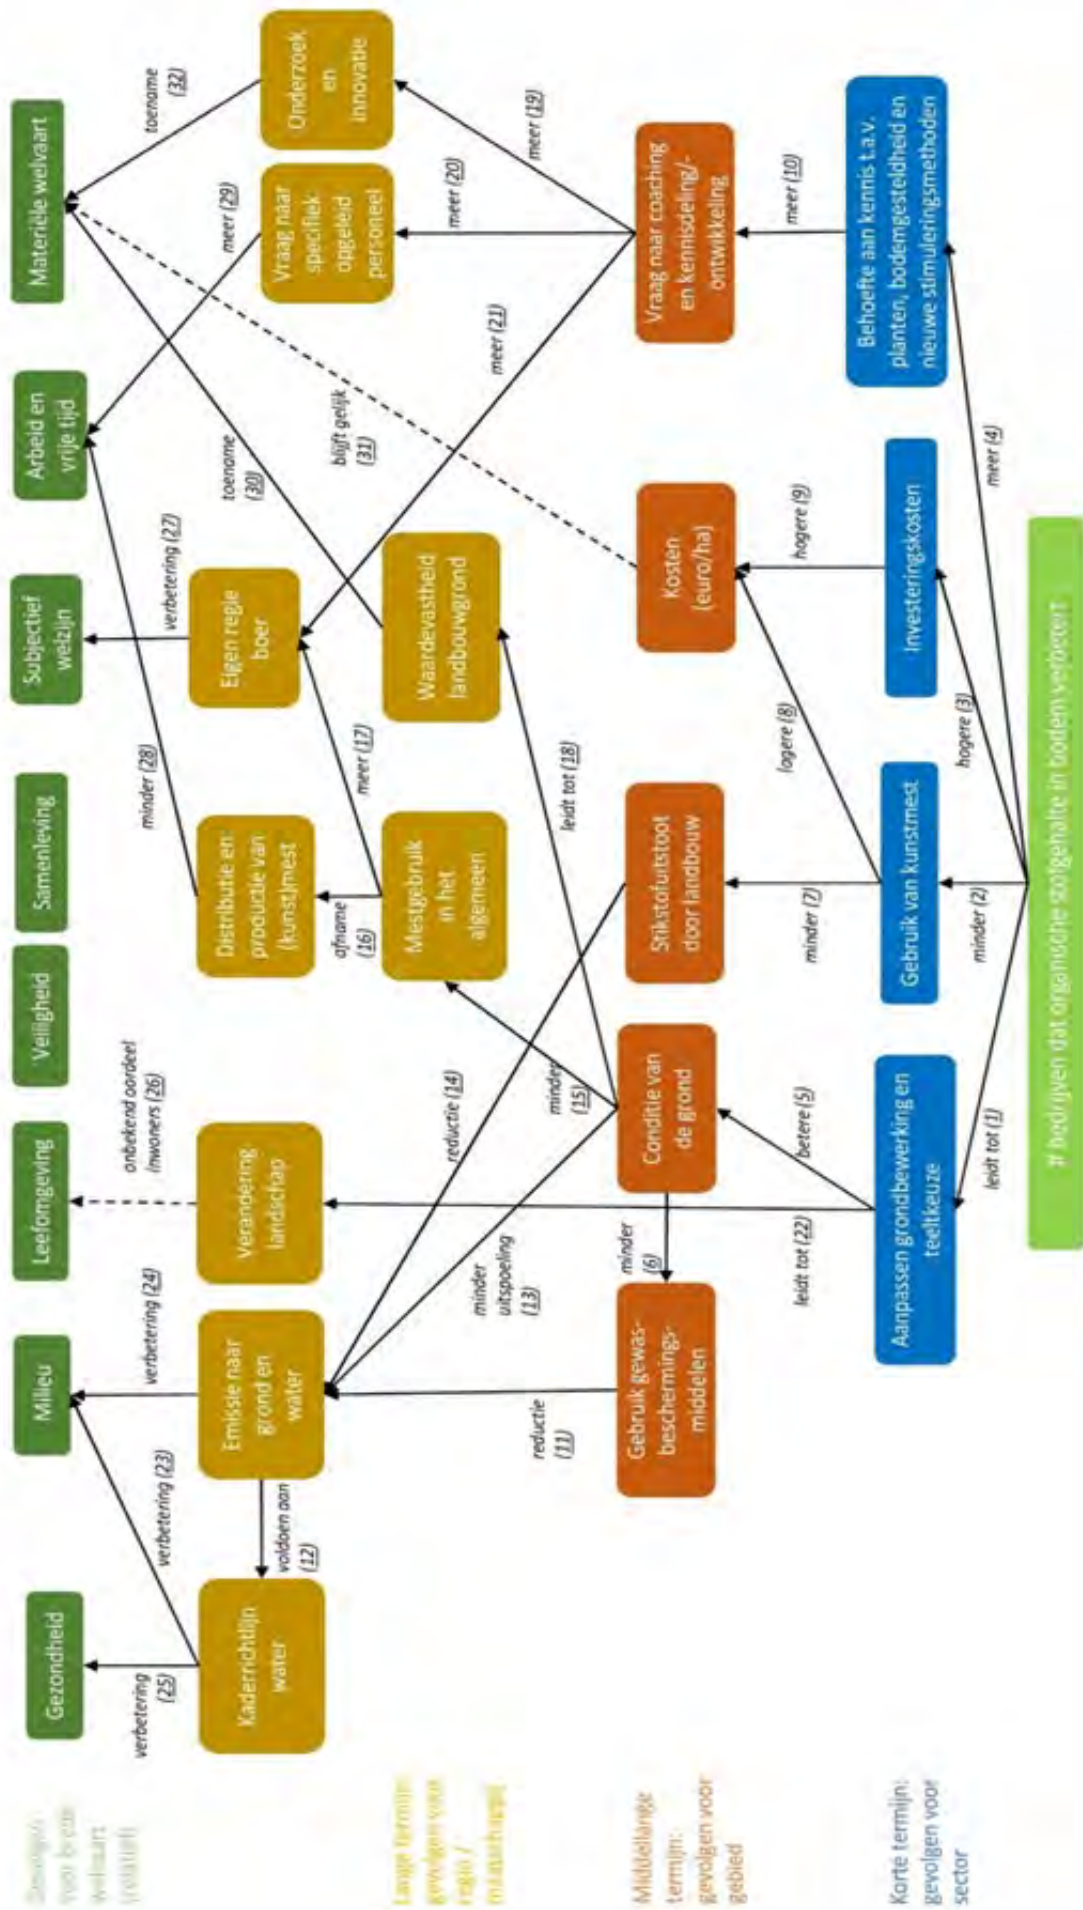 Gevolgen
voor brede
welvaart
(relatief)
Gezondheid
Milieu
Leefomgeving
Veiligheid
Samenleving
Subjectief
welzijn
Arbeid en
vrije tijd
Materiële welvaart
verbetering
(25)
verbetering (23)
verbetering (24)
onbekend oordeel
inwoners (26)
minder (28)
verbetering (27)
toename
(30)
meer (29)
toename
(32)
Lange termijn:
gevolgen voor
regio /
maatschappij
Kaderrichtlijn
water
voldoen aan
(12)
Emissie naar
grond en
water
Verandering
landschap
Distributie en
productie van
(kunst)mest
afname
(16)
Mestgebruik
in het
algemeen
meer (17)
Eigen regie
boer
Waardevastheid
landbouwgrond
blijft gelijk
(31)
Vraag naar
specifiek
opgeleid
personeel
Onderzoek
en
innovatie
reductie
(11)
minder
uitspoeling
(13)
reductie (14)
minder
(15)
leidt tot (18)
meer (21)
meer (20)
meer (19)
Middellange
termijn:
gevolgen voor
gebied
Gebruik gewas-
beschermings-
middelen
minder
(6)
Conditie van
de grond
Stikstofuitstoot
door landbouw
Kosten
(euro/ha)
Vraag naar coaching
en kennisdeling/-
ontwikkeling
leidt tot (22)
betere (5)
minder (7)
lagere (8)
hogere (9)
meer (10)
Korte termijn:
gevolgen voor
sector
Aanpassen grondbewerking en
teeltkeuze
Gebruik van kunstmest
Investeringskosten
Behoefte aan kennis t.a.v.
planten, bodemgesteldheid en
nieuwe stimuleringsmethoden
leidt tot (1)
minder (2)
hogere (3)
meer (4)
# bedrijven dat organische stofgehalte in bodem verbetert